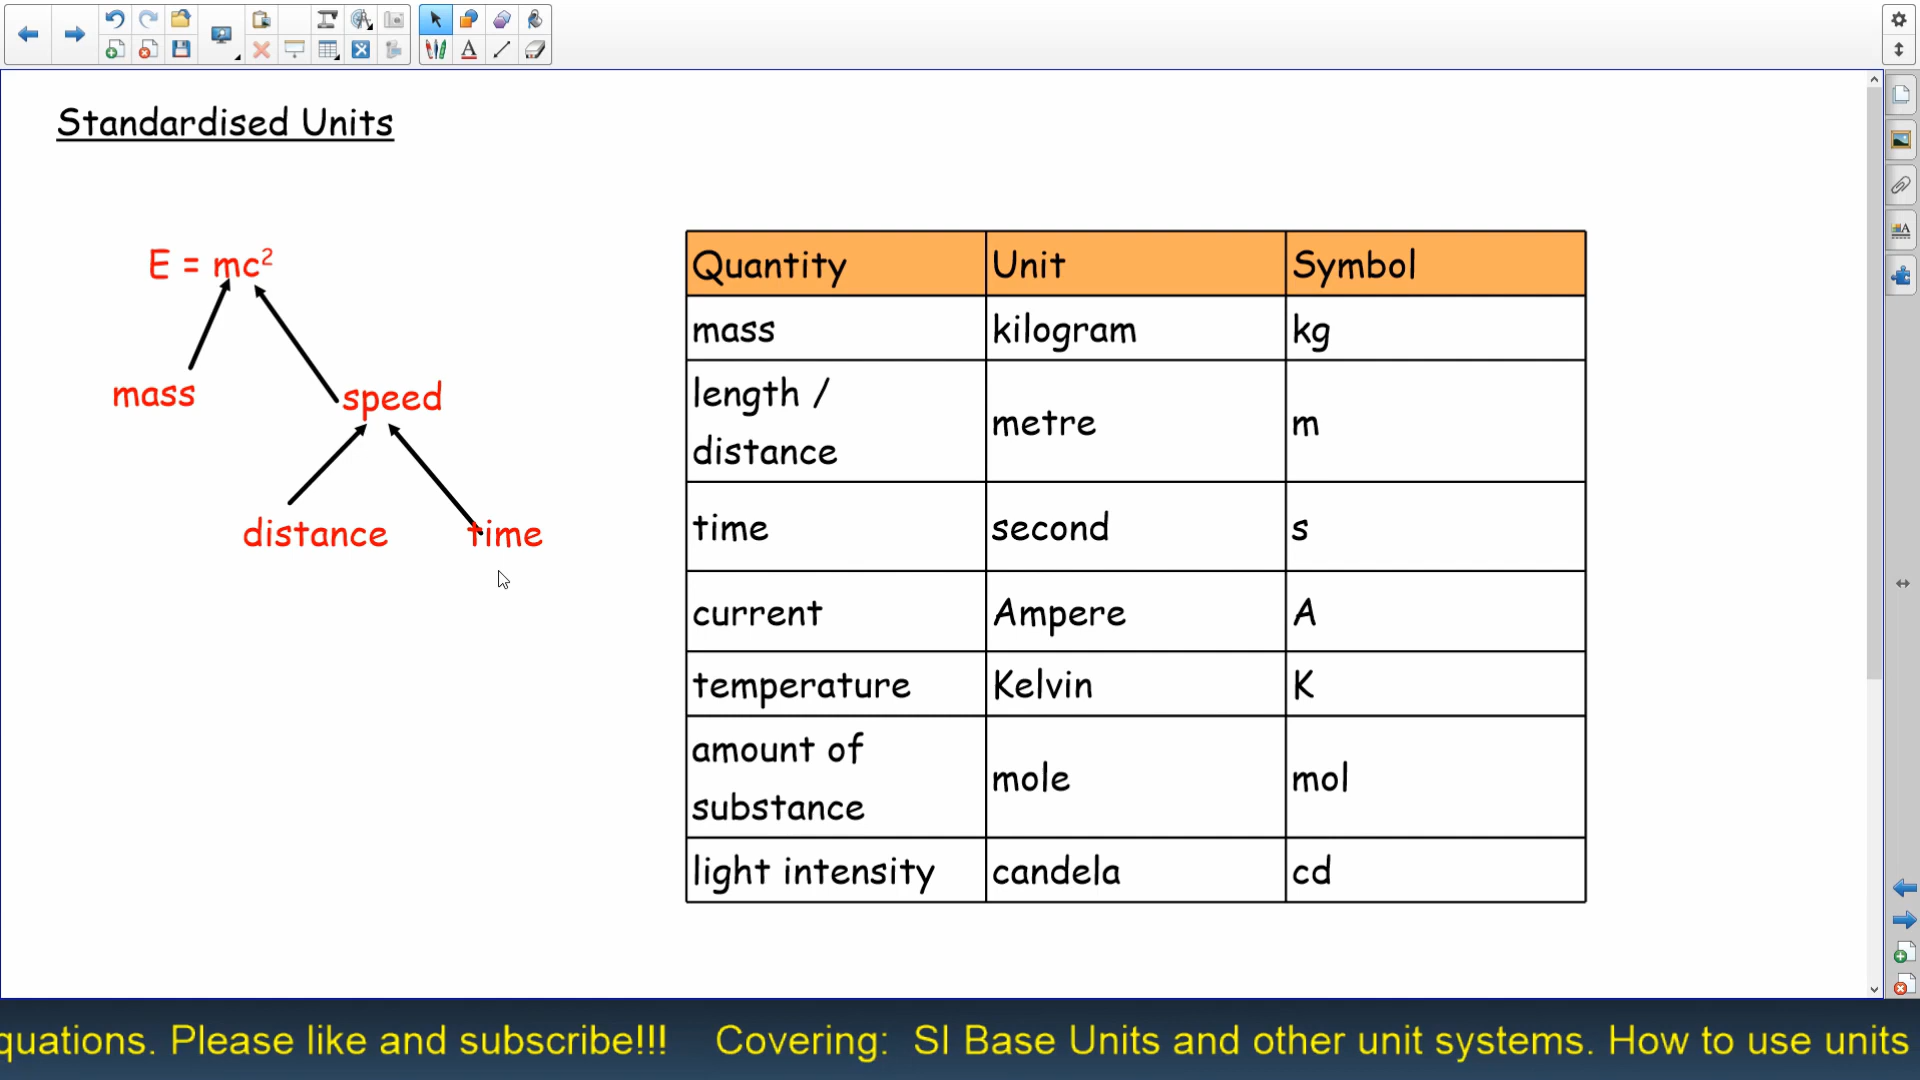 Standardised Units
E = mc²
mass
speed
distance
time
Quantity Unit Symbol
mass kilogram kg
length /
distance metre m
time second s
current Ampere A
temperature Kelvin K
amount of
substance mole mol
light intensity candela cd
quations. Please like and subscribe!!! Covering: SI Base Units and other unit systems. How to use units